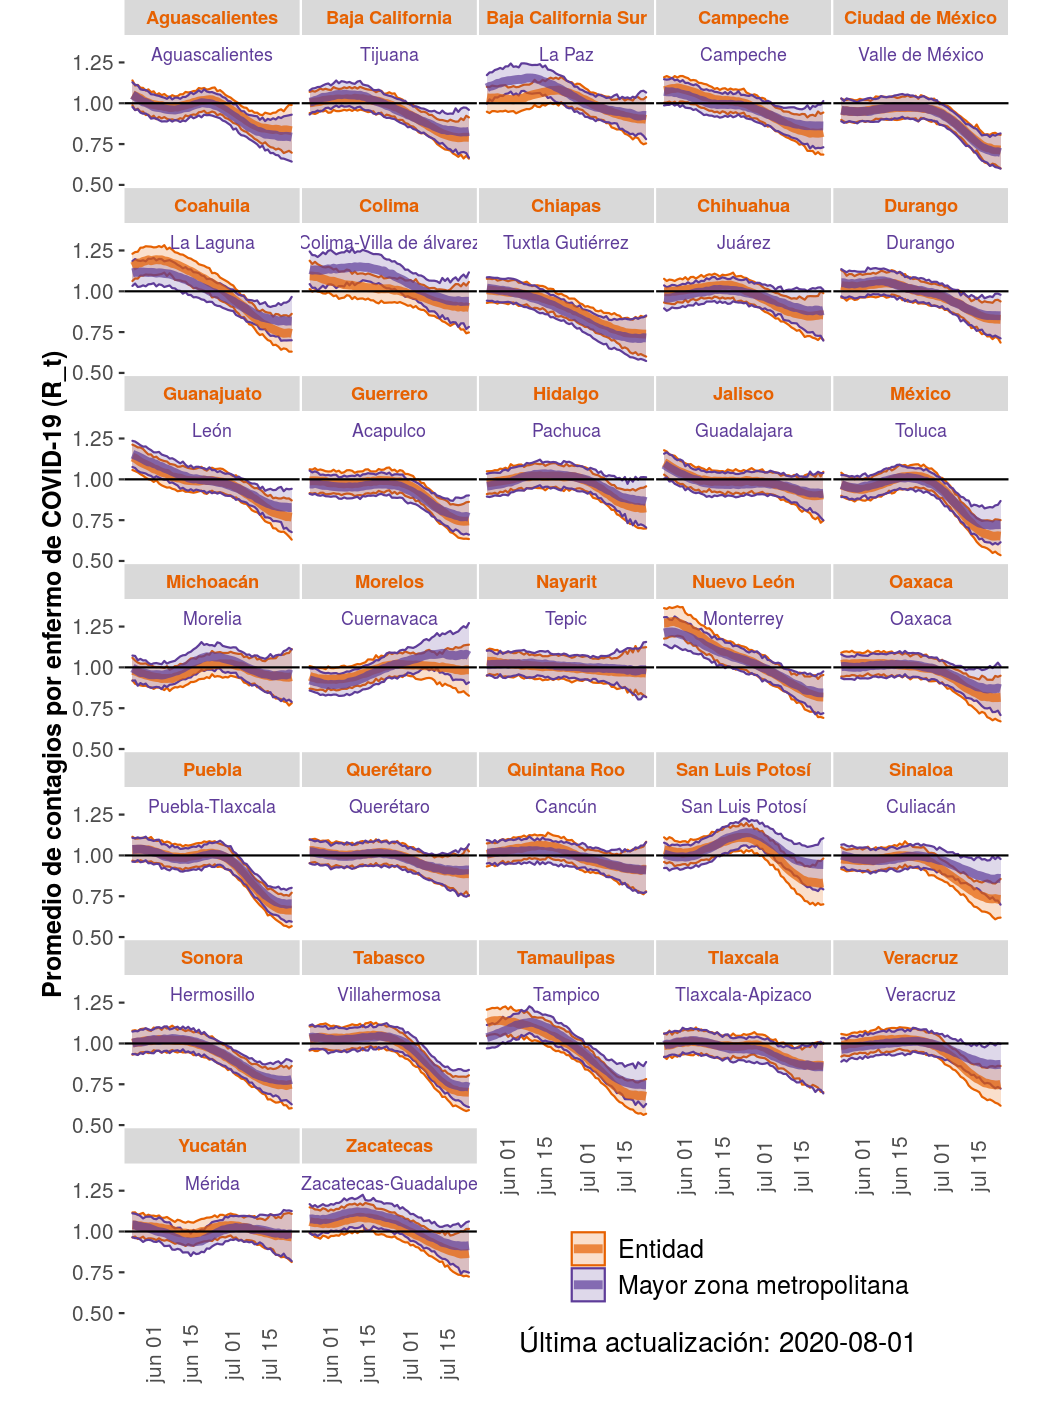 Aguascalientes Baja California Baja California Sur Campeche Ciudad de México
Aguascalientes Tijuana La Paz Campeche Valle de México
1.25
1.00
0.75
0.50
Coahuila Colima Chiapas Chihuahua Durango
La Laguna Colima-Villa de álvarez Tuxtla Gutiérrez Juárez Durango
1.25
1.00
0.75
0.50
Guanajuato Guerrero Hidalgo Jalisco México
León Acapulco Pachuca Guadalajara Toluca
1.25
1.00
0.75
0.50
Promedio de contagios por enfermo de COVID-19 (R_t)
Michoacán Morelos Nayarit Nuevo León Oaxaca
Morelia Cuernavaca Tepic Monterrey Oaxaca
1.25
1.00
0.75
0.50
Puebla Querétaro Quintana Roo San Luis Potosí Sinaloa
Puebla-Tlaxcala Querétaro Cancún San Luis Potosí Culiacán
1.25
1.00
0.75
0.50
Sonora Tabasco Tamaulipas Tlaxcala Veracruz
Hermosillo Villahermosa Tampico Tlaxcala-Apizaco Veracruz
1.25
1.00
0.75
0.50
jun 01 jun 15 jul 01 jul 15 jun 01 jun 15 jul 01 jul 15 jun 01 jun 15 jul 01 jul 15
Yucatán Zacatecas
Mérida Zacatecas-Guadalupe
1.25
1.00
0.75
0.50
jun 01 jun 15 jul 01 jul 15 jun 01 jun 15 jul 01 jul 15
Entidad
Mayor zona metropolitana
Última actualización: 2020-08-01